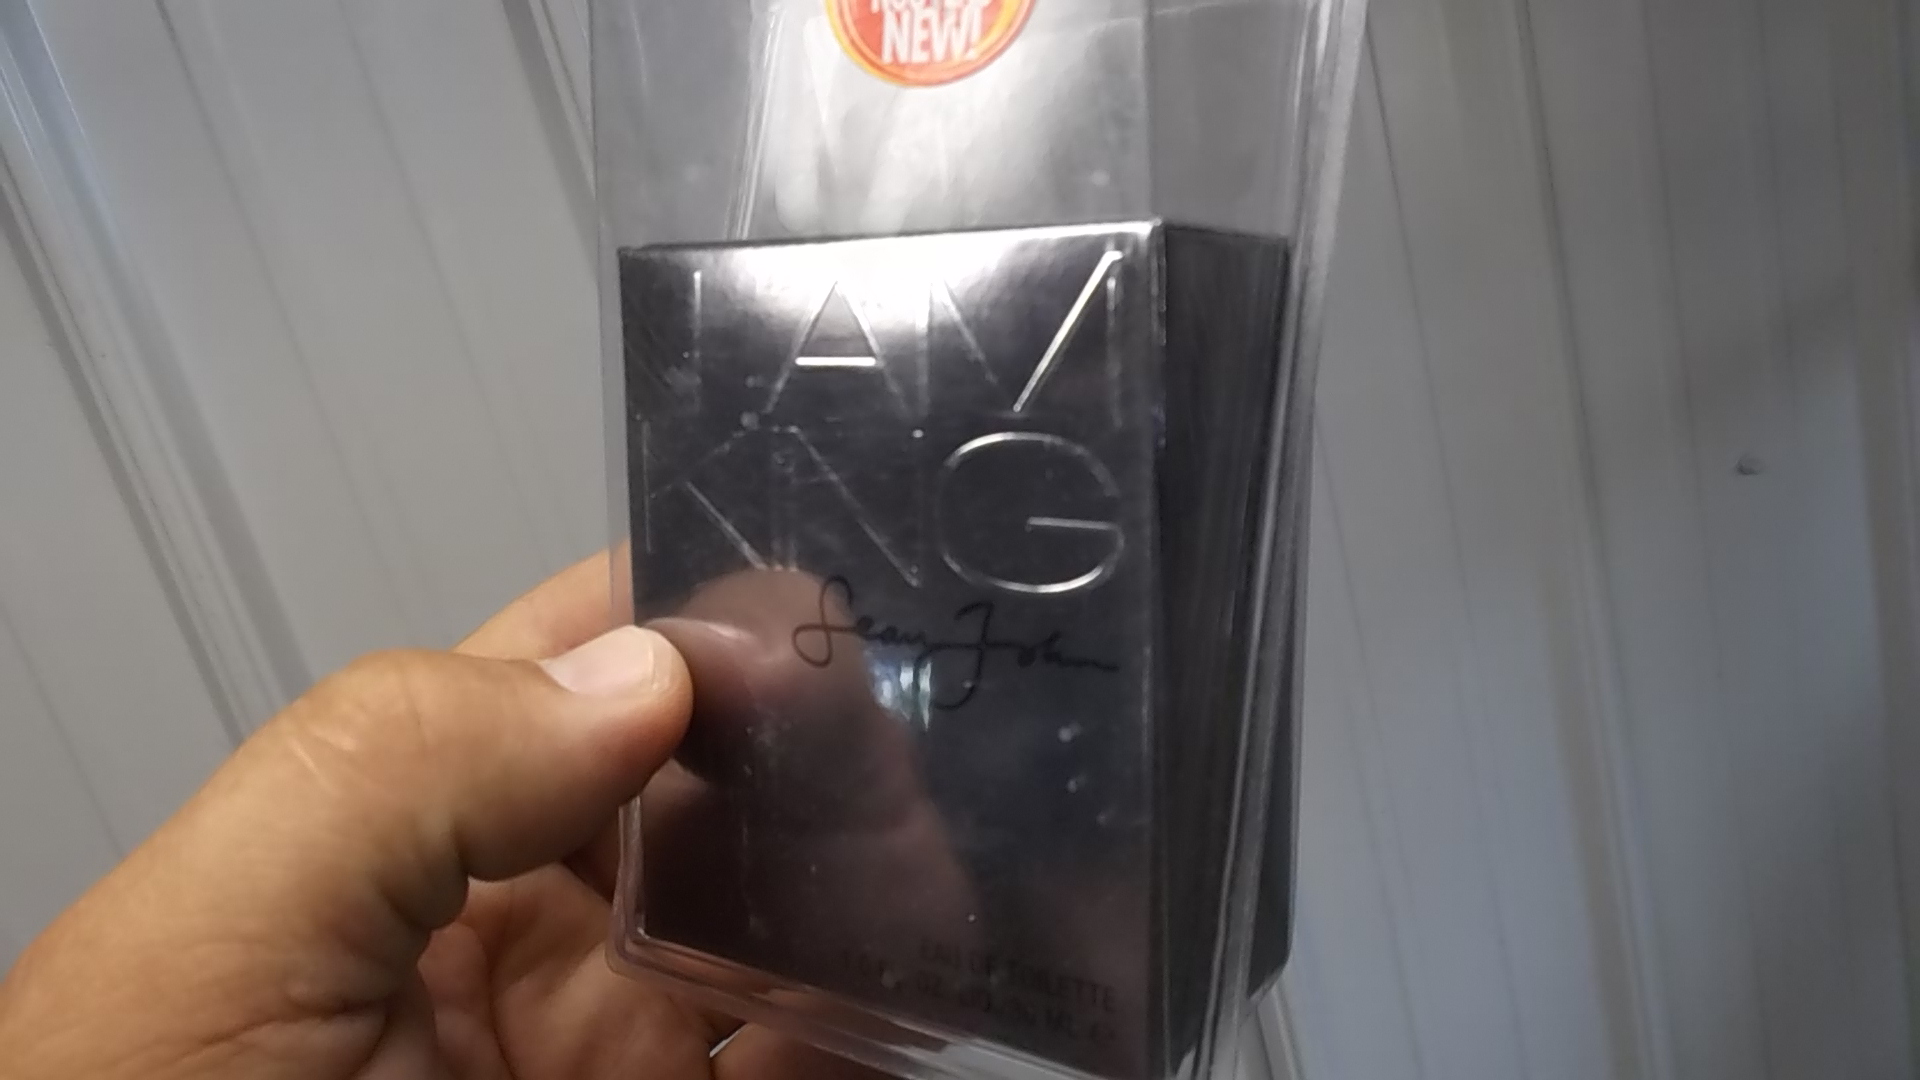 NEW!
I AM
KING
Sean John
EAU DE TOILETTE